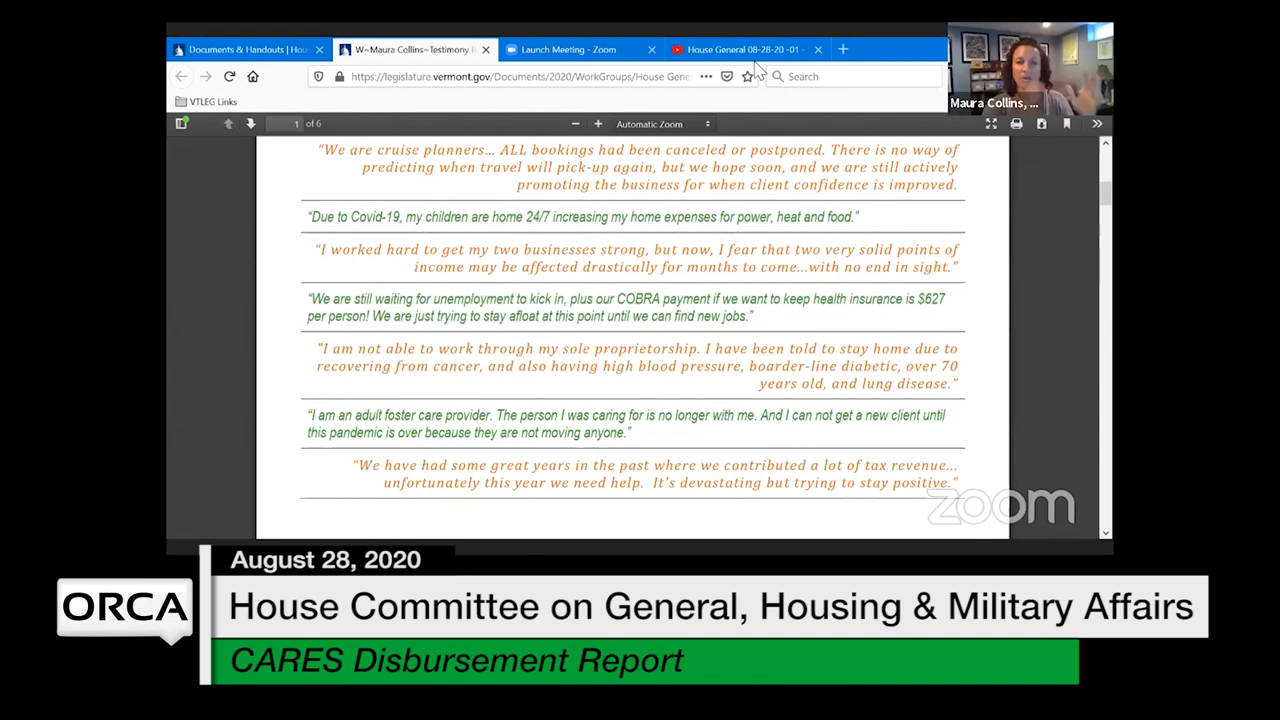 Documents & Handouts | Hou
W~Maura Collins~Testimony R
Launch Meeting - Zoom
House General 08-28-20 -01 -
https://legislature.vermont.gov/Documents/2020/WorkGroups/House Gene
Search
VTLEG Links
Maura Collins, ...
1 of 6
Automatic Zoom
“We are cruise planners… ALL bookings had been canceled or postponed. There is no way of
predicting when travel will pick-up again, but we hope soon, and we are still actively
promoting the business for when client confidence is improved.
“Due to Covid-19, my children are home 24/7 increasing my home expenses for power, heat and food.”
“I worked hard to get my two businesses strong, but now, I fear that two very solid points of
income may be affected drastically for months to come…with no end in sight.”
“We are still waiting for unemployment to kick in, plus our COBRA payment if we want to keep health insurance is $627
per person! We are just trying to stay afloat at this point until we can find new jobs.”
“I am not able to work through my sole proprietorship. I have been told to stay home due to
recovering from cancer, and also having high blood pressure, boarder-line diabetic, over 70
years old, and lung disease.”
“I am an adult foster care provider. The person I was caring for is no longer with me. And I can not get a new client until
this pandemic is over because they are not moving anyone.”
“We have had some great years in the past where we contributed a lot of tax revenue…
unfortunately this year we need help. It's devastating but trying to stay positive.”
zoom
August 28, 2020
ORCA
House Committee on General, Housing & Military Affairs
CARES Disbursement Report